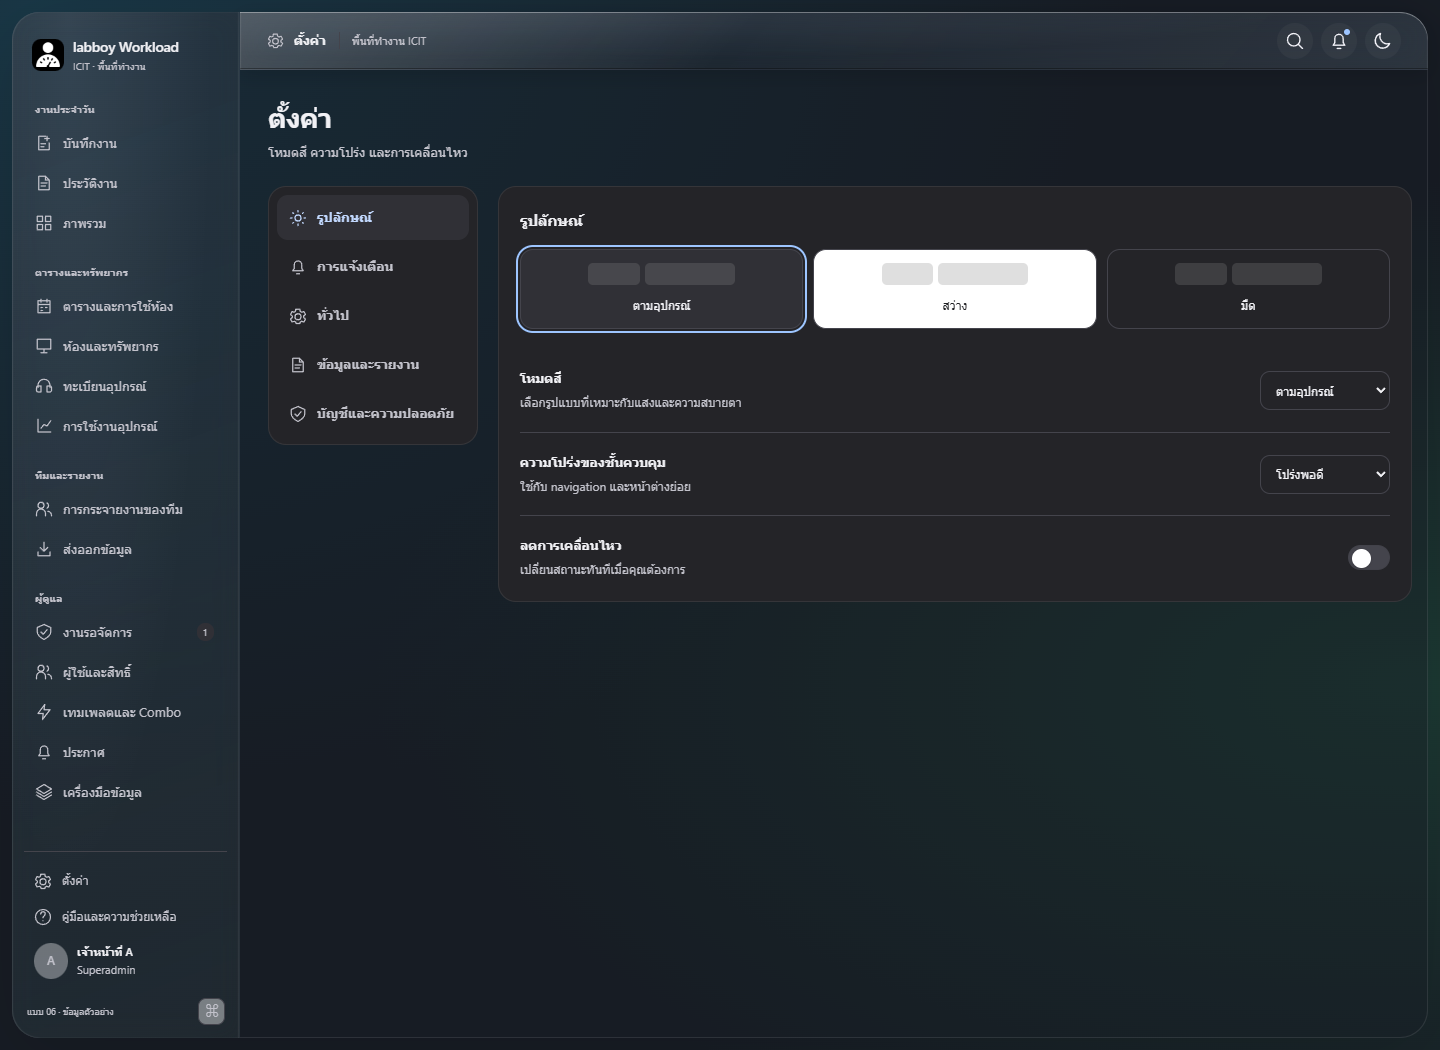 labboy Workload
ICIT · พื้นที่ทำงาน
งานประจำวัน
บันทึกงาน
ประวัติงาน
ภาพรวม
ตารางและทรัพยากร
ตารางและการใช้ห้อง
ห้องและทรัพยากร
ทะเบียนอุปกรณ์
การใช้งานอุปกรณ์
ทีมและรายงาน
การกระจายงานของทีม
ส่งออกข้อมูล
ผู้ดูแล
งานรอจัดการ 1
ผู้ใช้และสิทธิ์
เทมเพลตและ Combo
ประกาศ
เครื่องมือข้อมูล
ตั้งค่า
คู่มือและความช่วยเหลือ
A
เจ้าหน้าที่ A
Superadmin
แบบ 06 · ข้อมูลตัวอย่าง ⌘
ตั้งค่า พื้นที่ทำงาน ICIT
ตั้งค่า
โหมดสี ความโปร่ง และการเคลื่อนไหว
รูปลักษณ์
การแจ้งเตือน
ทั่วไป
ข้อมูลและรายงาน
บัญชีและความปลอดภัย
รูปลักษณ์
ตามอุปกรณ์ สว่าง มืด
โหมดสี
เลือกรูปแบบที่เหมาะกับแสงและความสบายตา
ตามอุปกรณ์
ความโปร่งของชั้นควบคุม
ใช้กับ navigation และหน้าต่างย่อย
โปร่งพอดี
ลดการเคลื่อนไหว
เปลี่ยนสถานะทันทีเมื่อคุณต้องการ